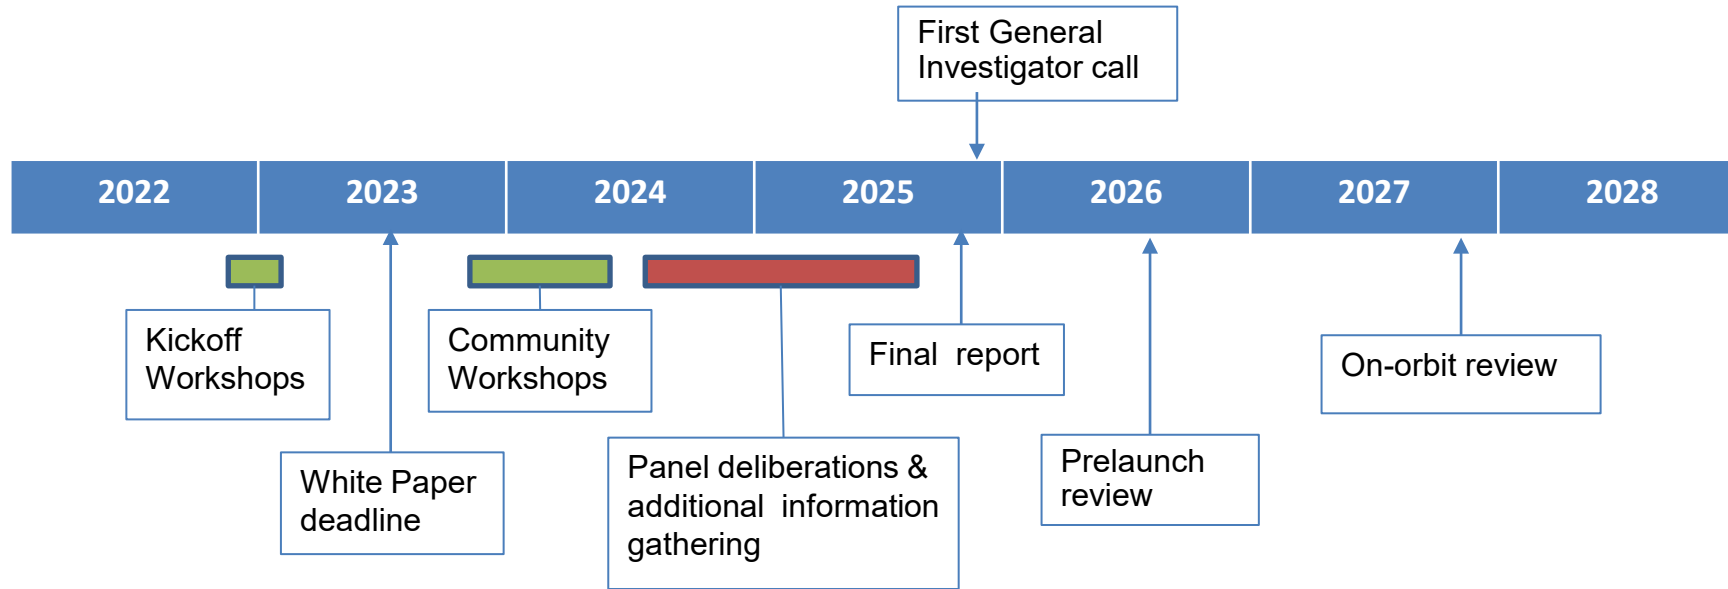 First General
Investigator call
2022 2023 2024 2025 2026 2027 2028
Kickoff
Workshops
Community
Workshops
Final report
On-orbit review
White Paper
deadline
Panel deliberations &
additional information
gathering
Prelaunch
review